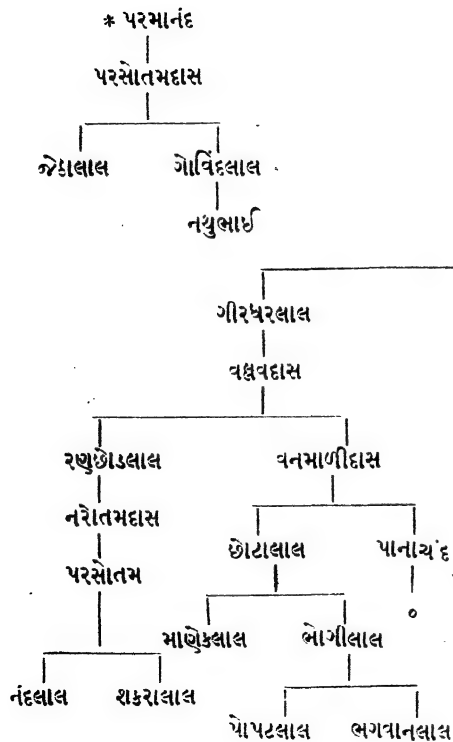 * પરમાનંદ
પરસોતમદાસ
જેઠાલાલ ગોવિંદલાલ
નથુભાઈ
ગીરધરલાલ
વલ્લવદાસ
રણછોડલાલ વનમાળીદાસ
નરોતમદાસ
છોટાલાલ પાનાચંદ
પરસોતમ
૦
માણેકલાલ ભોગીલાલ
નંદલાલ શકરાલાલ
પોપટલાલ ભગવાનલાલ